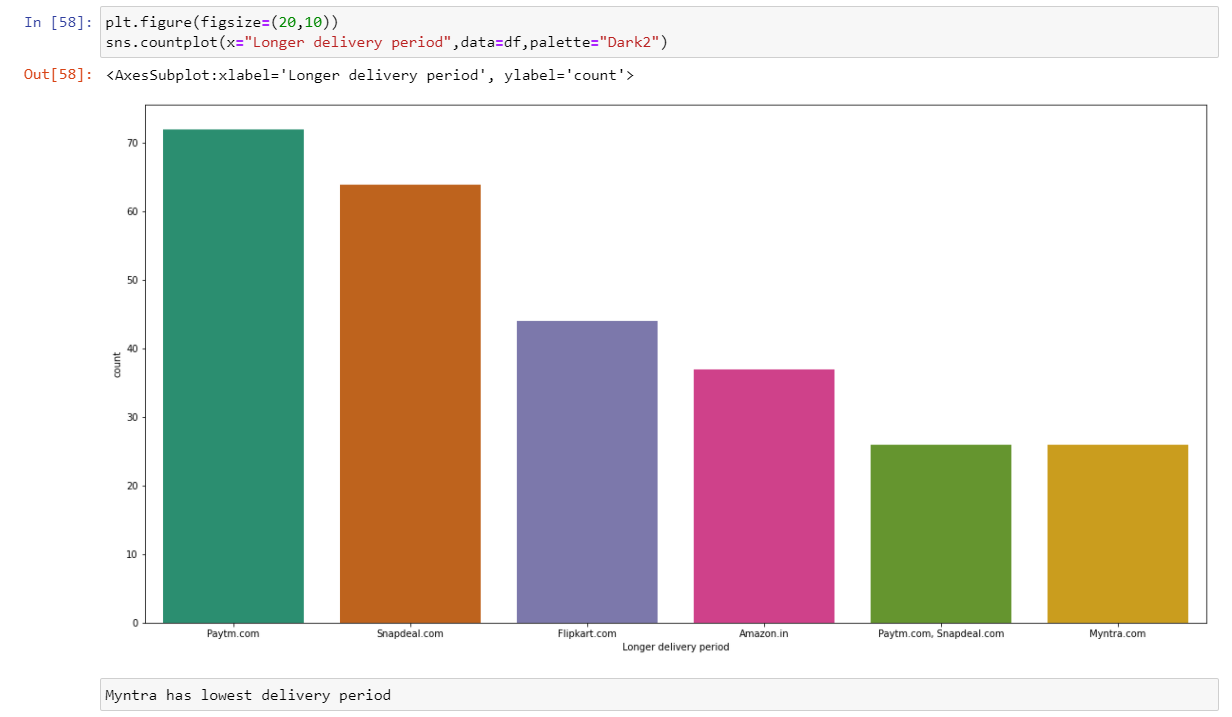 In [58]: plt.figure(figsize=(20,10))
sns.countplot(x="Longer delivery period",data=df,palette="Dark2")
Out[58]: <AxesSubplot:xlabel='Longer delivery period', ylabel='count'>
70
60
50
40
30
20
10
0
count
Paytm.com Snapdeal.com Flipkart.com Amazon.in Paytm.com, Snapdeal.com Myntra.com
Longer delivery period
Myntra has lowest delivery period